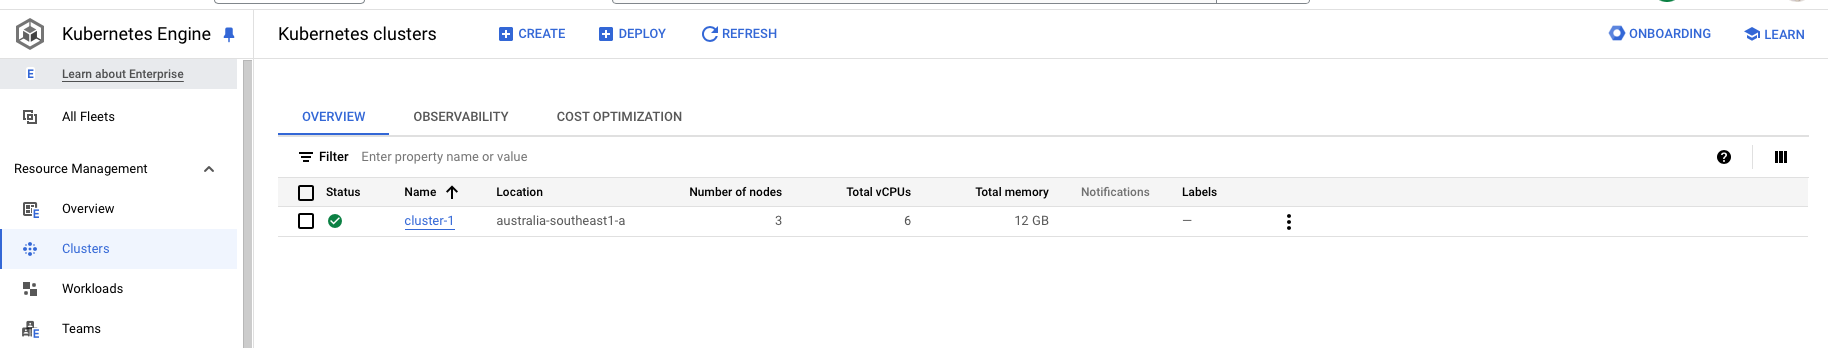 Kubernetes Engine
Kubernetes clusters CREATE DEPLOY REFRESH ONBOARDING LEARN
E Learn about Enterprise
All Fleets
OVERVIEW OBSERVABILITY COST OPTIMIZATION
Filter Enter property name or value
Resource Management
Status Name Location Number of nodes Total vCPUs Total memory Notifications Labels
cluster-1 australia-southeast1-a 3 6 12 GB —
E Overview
Clusters
Workloads
E Teams